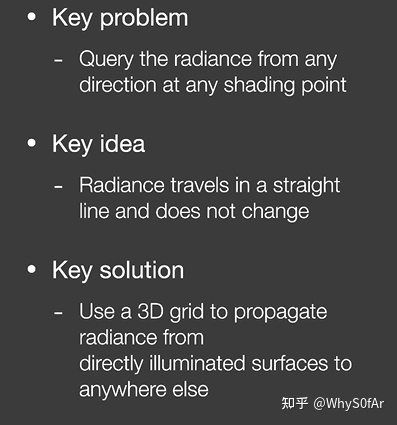 • Key problem
- Query the radiance from any
direction at any shading point
• Key idea
- Radiance travels in a straight
line and does not change
• Key solution
- Use a 3D grid to propagate
radiance from
directly illuminated surfaces to
anywhere else
知乎 @WhyS0fAr